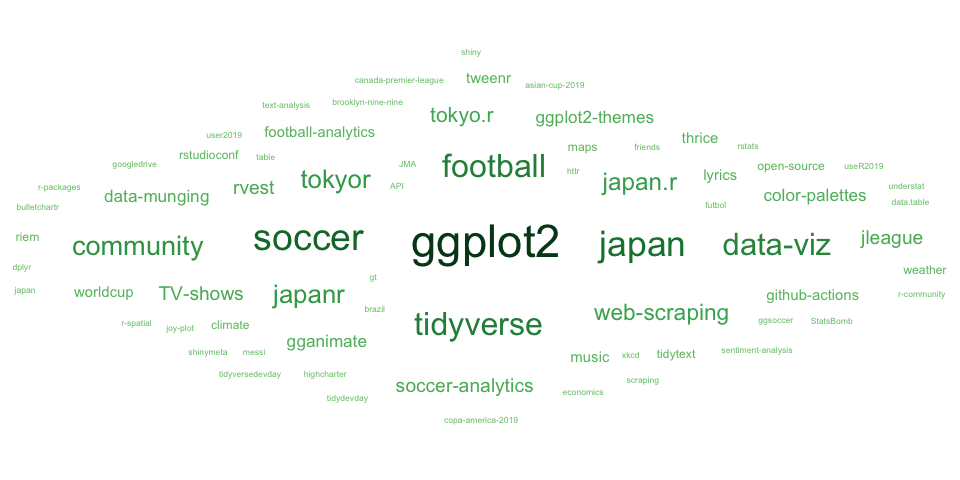 shiny
canada-premier-league
tweenr
asian-cup-2019
text-analysis
brooklyn-nine-nine
tokyo.r
ggplot2-themes
user2019
football-analytics
thrice
googledrive
rstudioconf
table
JMA
football
maps
friends
rstats
r-packages
data-munging
rvest
tokyor
API
httr
japan.r
lyrics
open-source
useR2019
bulletchartr
futbol
color-palettes
understat
data.table
riem
community
soccer
ggplot2
japan
data-viz
jleague
dplyr
gt
weather
japan
worldcup
TV-shows
japanr
brazil
tidyverse
web-scraping
github-actions
r-community
r-spatial
joy-plot
climate
ggsoccer
StatsBomb
shinymeta
messi
gganimate
music
xkcd
tidytext
sentiment-analysis
tidyversedevday
highcharter
soccer-analytics
scraping
tidydevday
economics
copa-america-2019